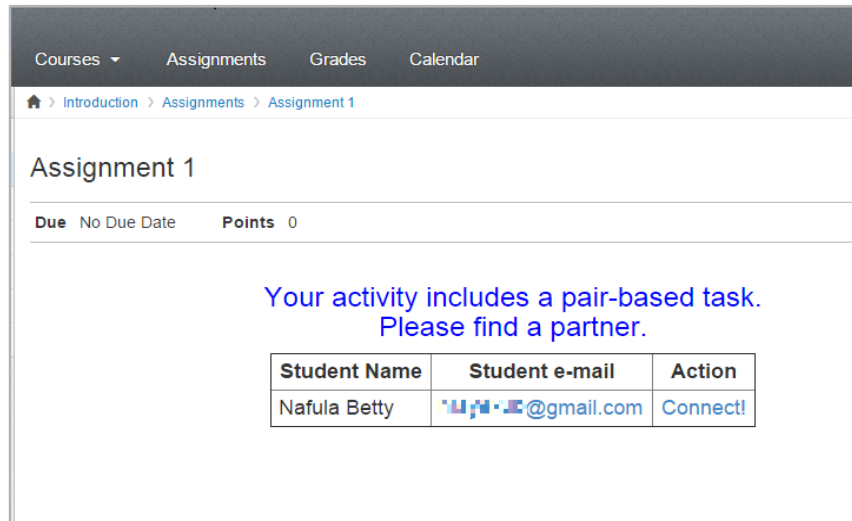 Courses Assignments Grades Calendar
Introduction > Assignments > Assignment 1
Assignment 1
Due No Due Date Points 0
Your activity includes a pair-based task.
Please find a partner.
Student Name Student e-mail Action
Nafula Betty @gmail.com Connect!